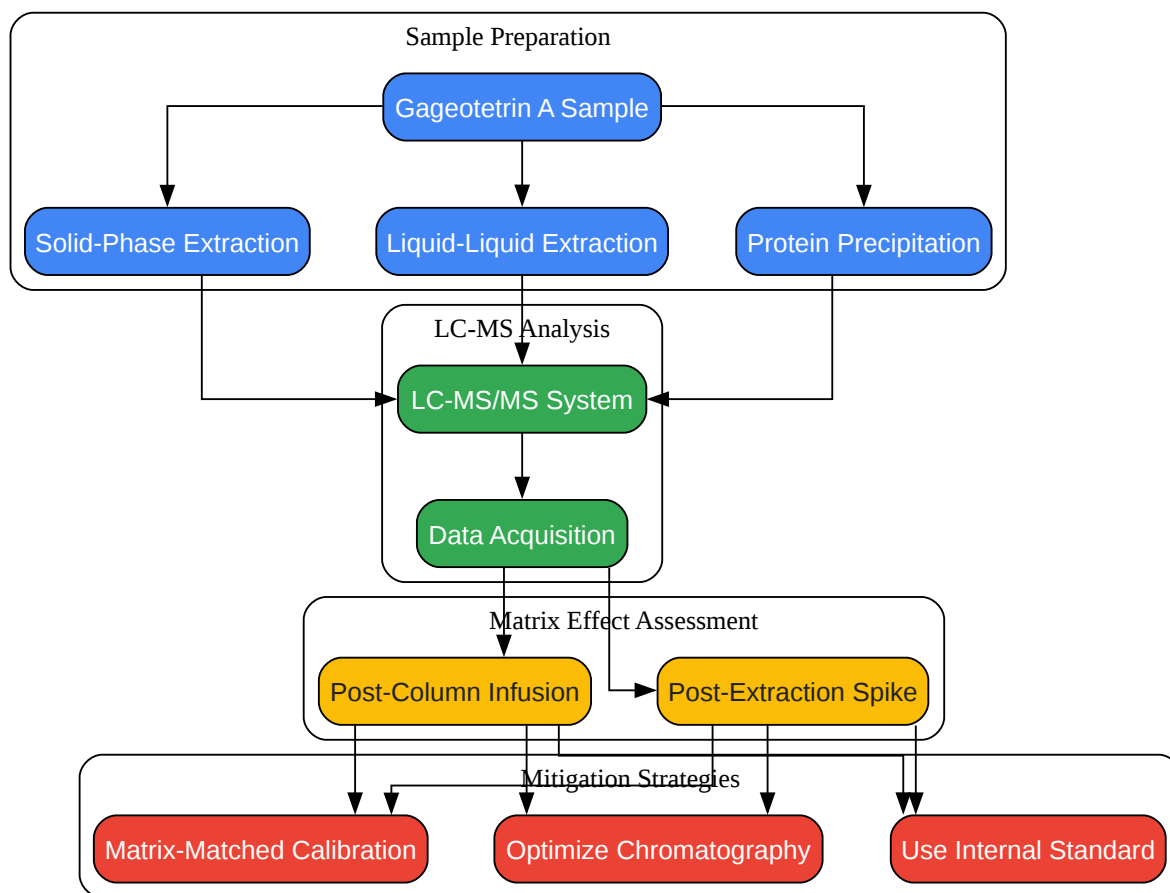 Sample Preparation
Gageotetrin A Sample
Solid-Phase Extraction
Liquid-Liquid Extraction
Protein Precipitation
LC-MS Analysis
LC-MS/MS System
Data Acquisition
Matrix Effect Assessment
Post-Column Infusion
Post-Extraction Spike
Mitigation Strategies
Matrix-Matched Calibration
Optimize Chromatography
Use Internal Standard